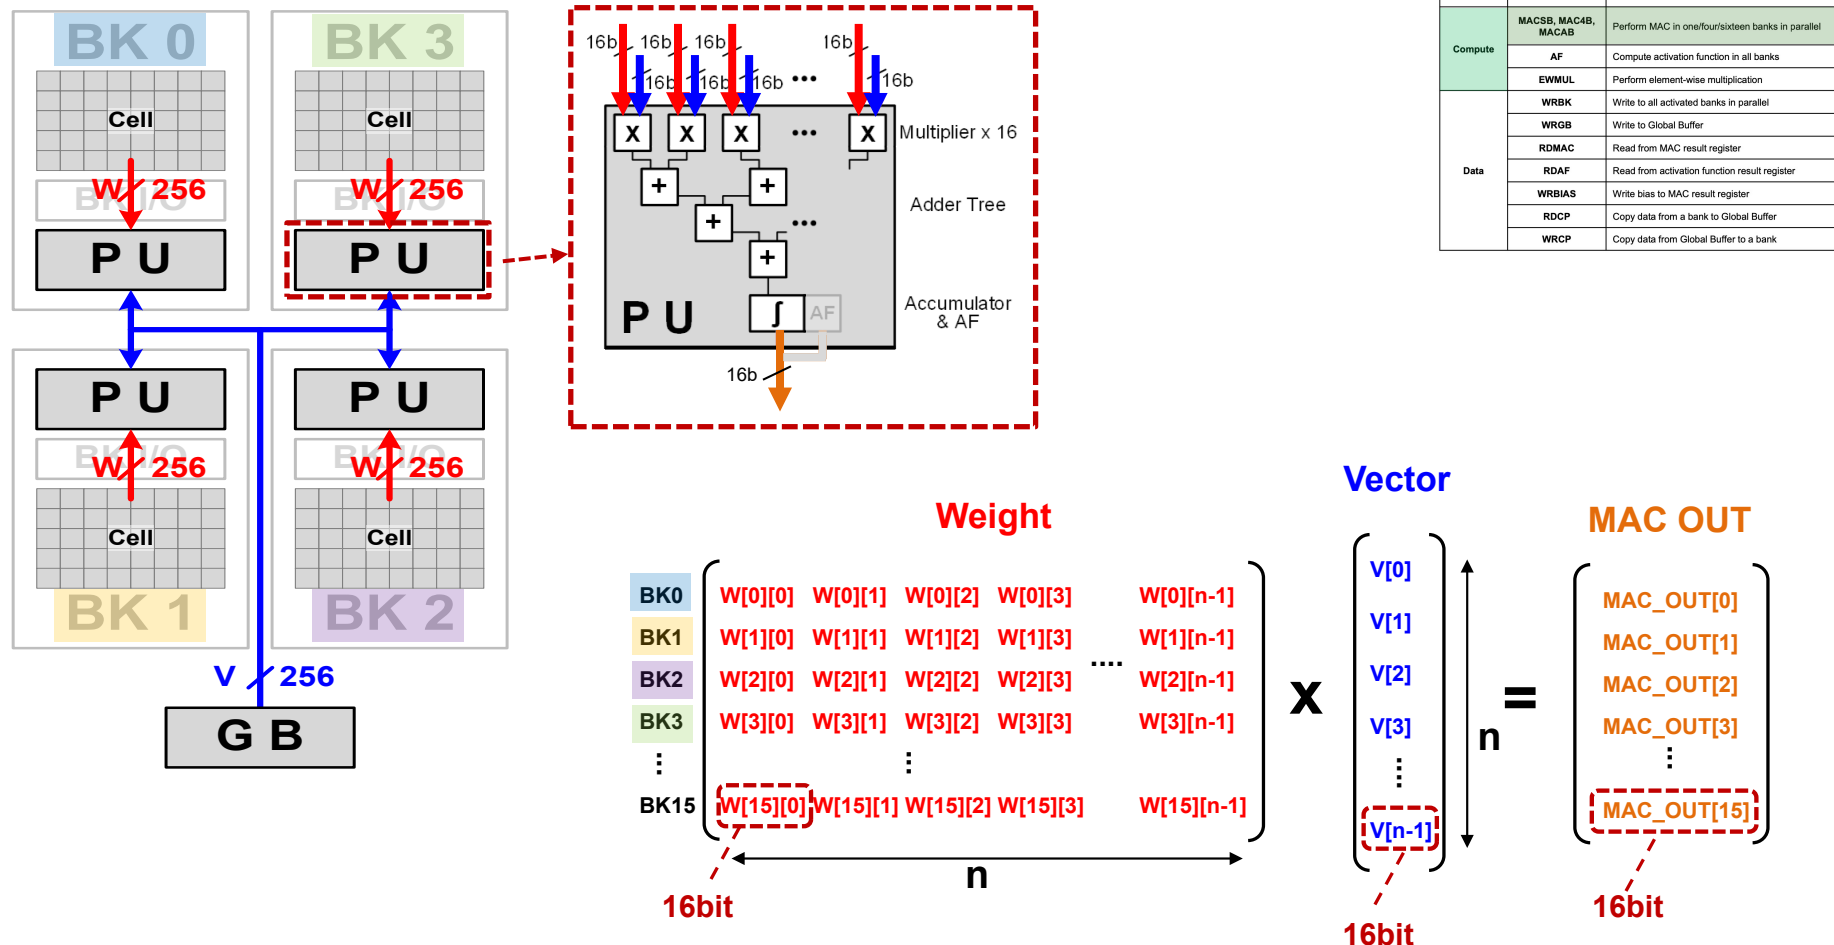 BK 0
BK 3
Cell
Cell
W 256
W 256
BK I/O
BK I/O
P U
P U
P U
P U
BK I/O
BK I/O
W 256
W 256
Cell
Cell
BK 1
BK 2
V 256
G B
16b 16b 16b 16b
16b 16b 16b 16b
•••
X X X ••• X
Multiplier x 16
+ +
Adder Tree
+ •••
+
P U
∫ AF
Accumulator
& AF
16b
Compute
MACSB, MAC4B,
MACAB
Perform MAC in one/four/sixteen banks in parallel
AF Compute activation function in all banks
EWMUL Perform element-wise multiplication
Data
WRBK Write to all activated banks in parallel
WRGB Write to Global Buffer
RDMAC Read from MAC result register
RDAF Read from activation function result register
WRBIAS Write bias to MAC result register
RDCP Copy data from a bank to Global Buffer
WRCP Copy data from Global Buffer to a bank
Weight
Vector
MAC OUT
BK0 W[0][0] W[0][1] W[0][2] W[0][3] W[0][n-1]
BK1 W[1][0] W[1][1] W[1][2] W[1][3] W[1][n-1]
....
BK2 W[2][0] W[2][1] W[2][2] W[2][3] W[2][n-1]
BK3 W[3][0] W[3][1] W[3][2] W[3][3] W[3][n-1]
BK15 W[15][0] W[15][1] W[15][2] W[15][3] W[15][n-1]
n
16bit
x
V[0]
V[1]
V[2]
V[3]
V[n-1]
n
16bit
=
MAC_OUT[0]
MAC_OUT[1]
MAC_OUT[2]
MAC_OUT[3]
MAC_OUT[15]
16bit